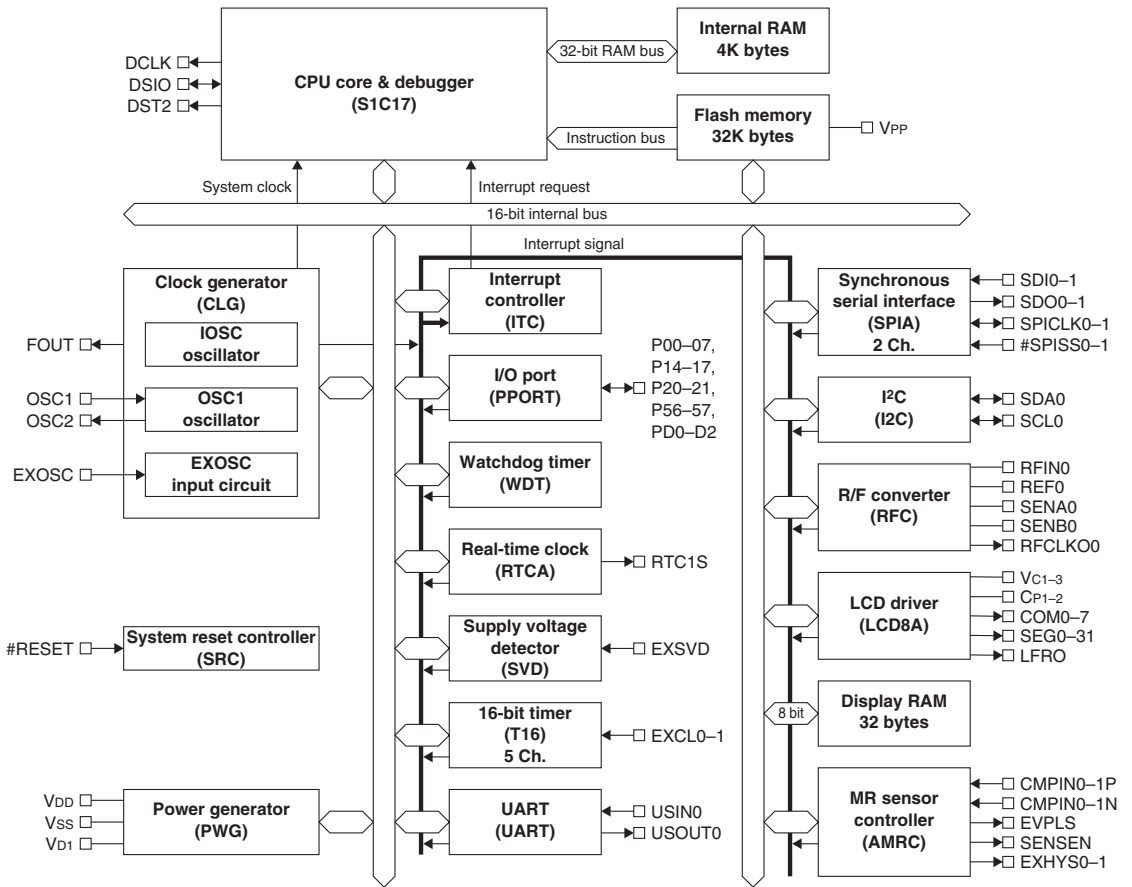 Internal RAM
4K bytes
32-bit RAM bus
DCLK
DSIO
DST2
CPU core & debugger
(S1C17)
Flash memory
32K bytes
Instruction bus
VPP
System clock
Interrupt request
16-bit internal bus
Interrupt signal
Clock generator
(CLG)
IOSC
oscillator
FOUT
OSC1
OSC2
OSC1
oscillator
EXOSC
EXOSC
input circuit
#RESET
System reset controller
(SRC)
VDD
VSS
VD1
Power generator
(PWG)
Interrupt
controller
(ITC)
I/O port
(PPORT)
P00–07,
P14–17,
P20–21,
P56–57,
PD0–D2
Watchdog timer
(WDT)
Real-time clock
(RTCA)
RTC1S
Supply voltage
detector
(SVD)
EXSVD
16-bit timer
(T16)
5 Ch.
EXCL0–1
UART
(UART)
USIN0
USOUT0
Synchronous
serial interface
(SPIA)
2 Ch.
SDI0–1
SDO0–1
SPICLK0–1
#SPISS0–1
I²C
(I2C)
SDA0
SCL0
R/F converter
(RFC)
RFIN0
REF0
SENA0
SENB0
RFCLKO0
LCD driver
(LCD8A)
VC1–3
CP1–2
COM0–7
SEG0–31
LFRO
8 bit
Display RAM
32 bytes
MR sensor
controller
(AMRC)
CMPIN0–1P
CMPIN0–1N
EVPLS
SENSEN
EXHYS0–1